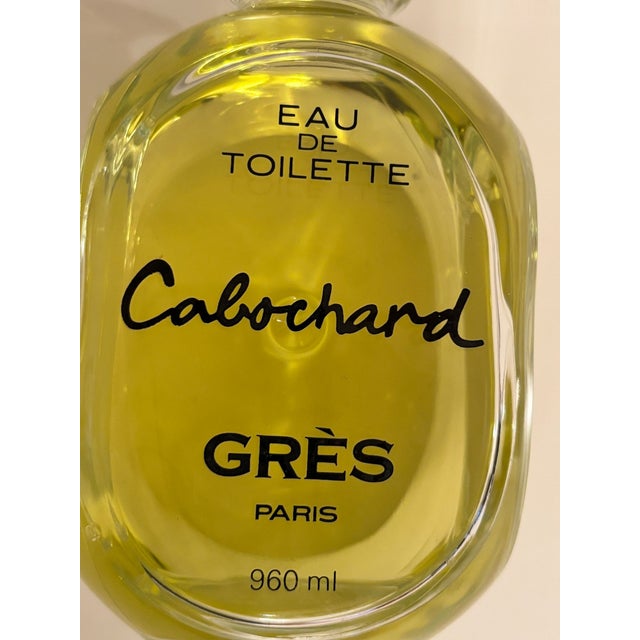 EAU
DE
TOILETTE
Cabochard
GRÈS
PARIS
960 ml